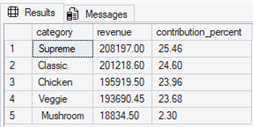 Results Messages
category revenue contribution_percent
1 Supreme 208197.00 25.46
2 Classic 201218.60 24.60
3 Chicken 195919.50 23.96
4 Veggie 193690.45 23.68
5 Mushroom 18834.50 2.30